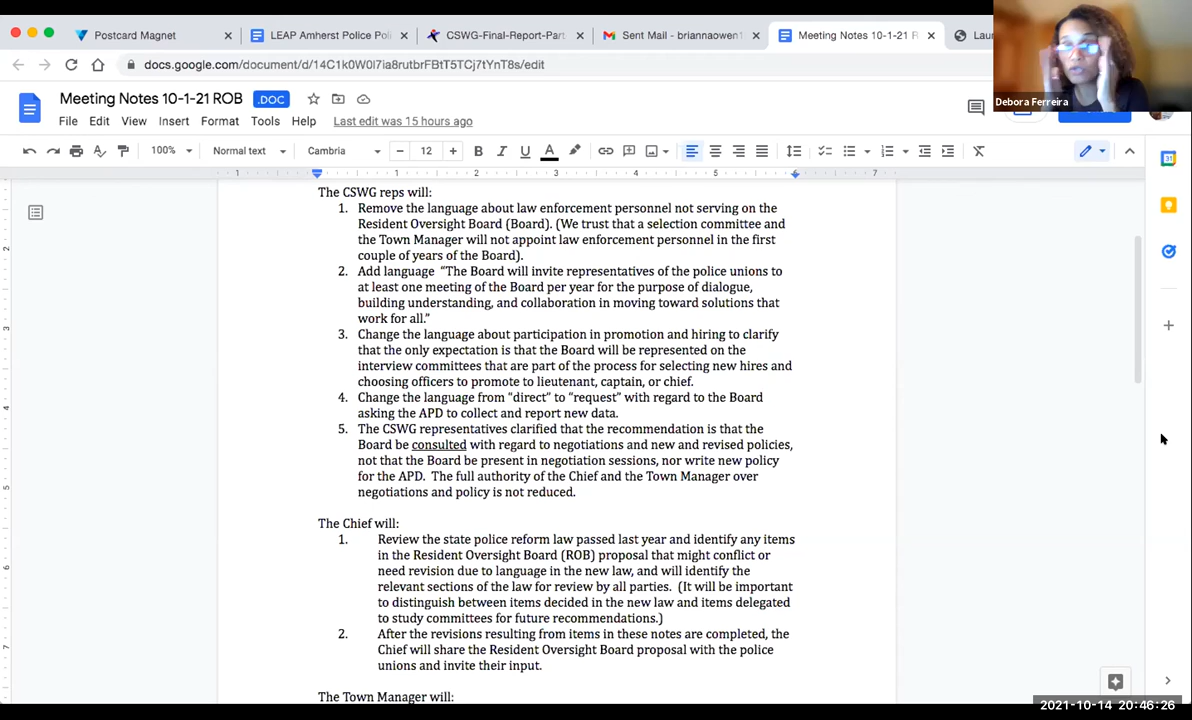 Postcard Magnet
LEAP Amherst Police Poli
CSWG-Final-Report-Part
Sent Mail - briannaowen1
Meeting Notes 10-1-21 R
Lau
docs.google.com/document/d/14C1k0W0I7ia8rutbrFBtT5TCj7tYnT8s/edit
Meeting Notes 10-1-21 ROB
.DOC
File Edit View Insert Format Tools Help Last edit was 15 hours ago
Debora Ferreira
100% Normal text Cambria 12
1 1 2 3 4 5 6 7
The CSWG reps will:
1. Remove the language about law enforcement personnel not serving on the
Resident Oversight Board (Board). (We trust that a selection committee and
the Town Manager will not appoint law enforcement personnel in the first
couple of years of the Board).
2. Add language “The Board will invite representatives of the police unions to
at least one meeting of the Board per year for the purpose of dialogue,
building understanding, and collaboration in moving toward solutions that
work for all.”
3. Change the language about participation in promotion and hiring to clarify
that the only expectation is that the Board will be represented on the
interview committees that are part of the process for selecting new hires and
choosing officers to promote to lieutenant, captain, or chief.
4. Change the language from “direct” to “request” with regard to the Board
asking the APD to collect and report new data.
5. The CSWG representatives clarified that the recommendation is that the
Board be consulted with regard to negotiations and new and revised policies,
not that the Board be present in negotiation sessions, nor write new policy
for the APD. The full authority of the Chief and the Town Manager over
negotiations and policy is not reduced.
The Chief will:
1. Review the state police reform law passed last year and identify any items
in the Resident Oversight Board (ROB) proposal that might conflict or
need revision due to language in the new law, and will identify the
relevant sections of the law for review by all parties. (It will be important
to distinguish between items decided in the new law and items delegated
to study committees for future recommendations.)
2. After the revisions resulting from items in these notes are completed, the
Chief will share the Resident Oversight Board proposal with the police
unions and invite their input.
The Town Manager will:
2021-10-14 20:46:26